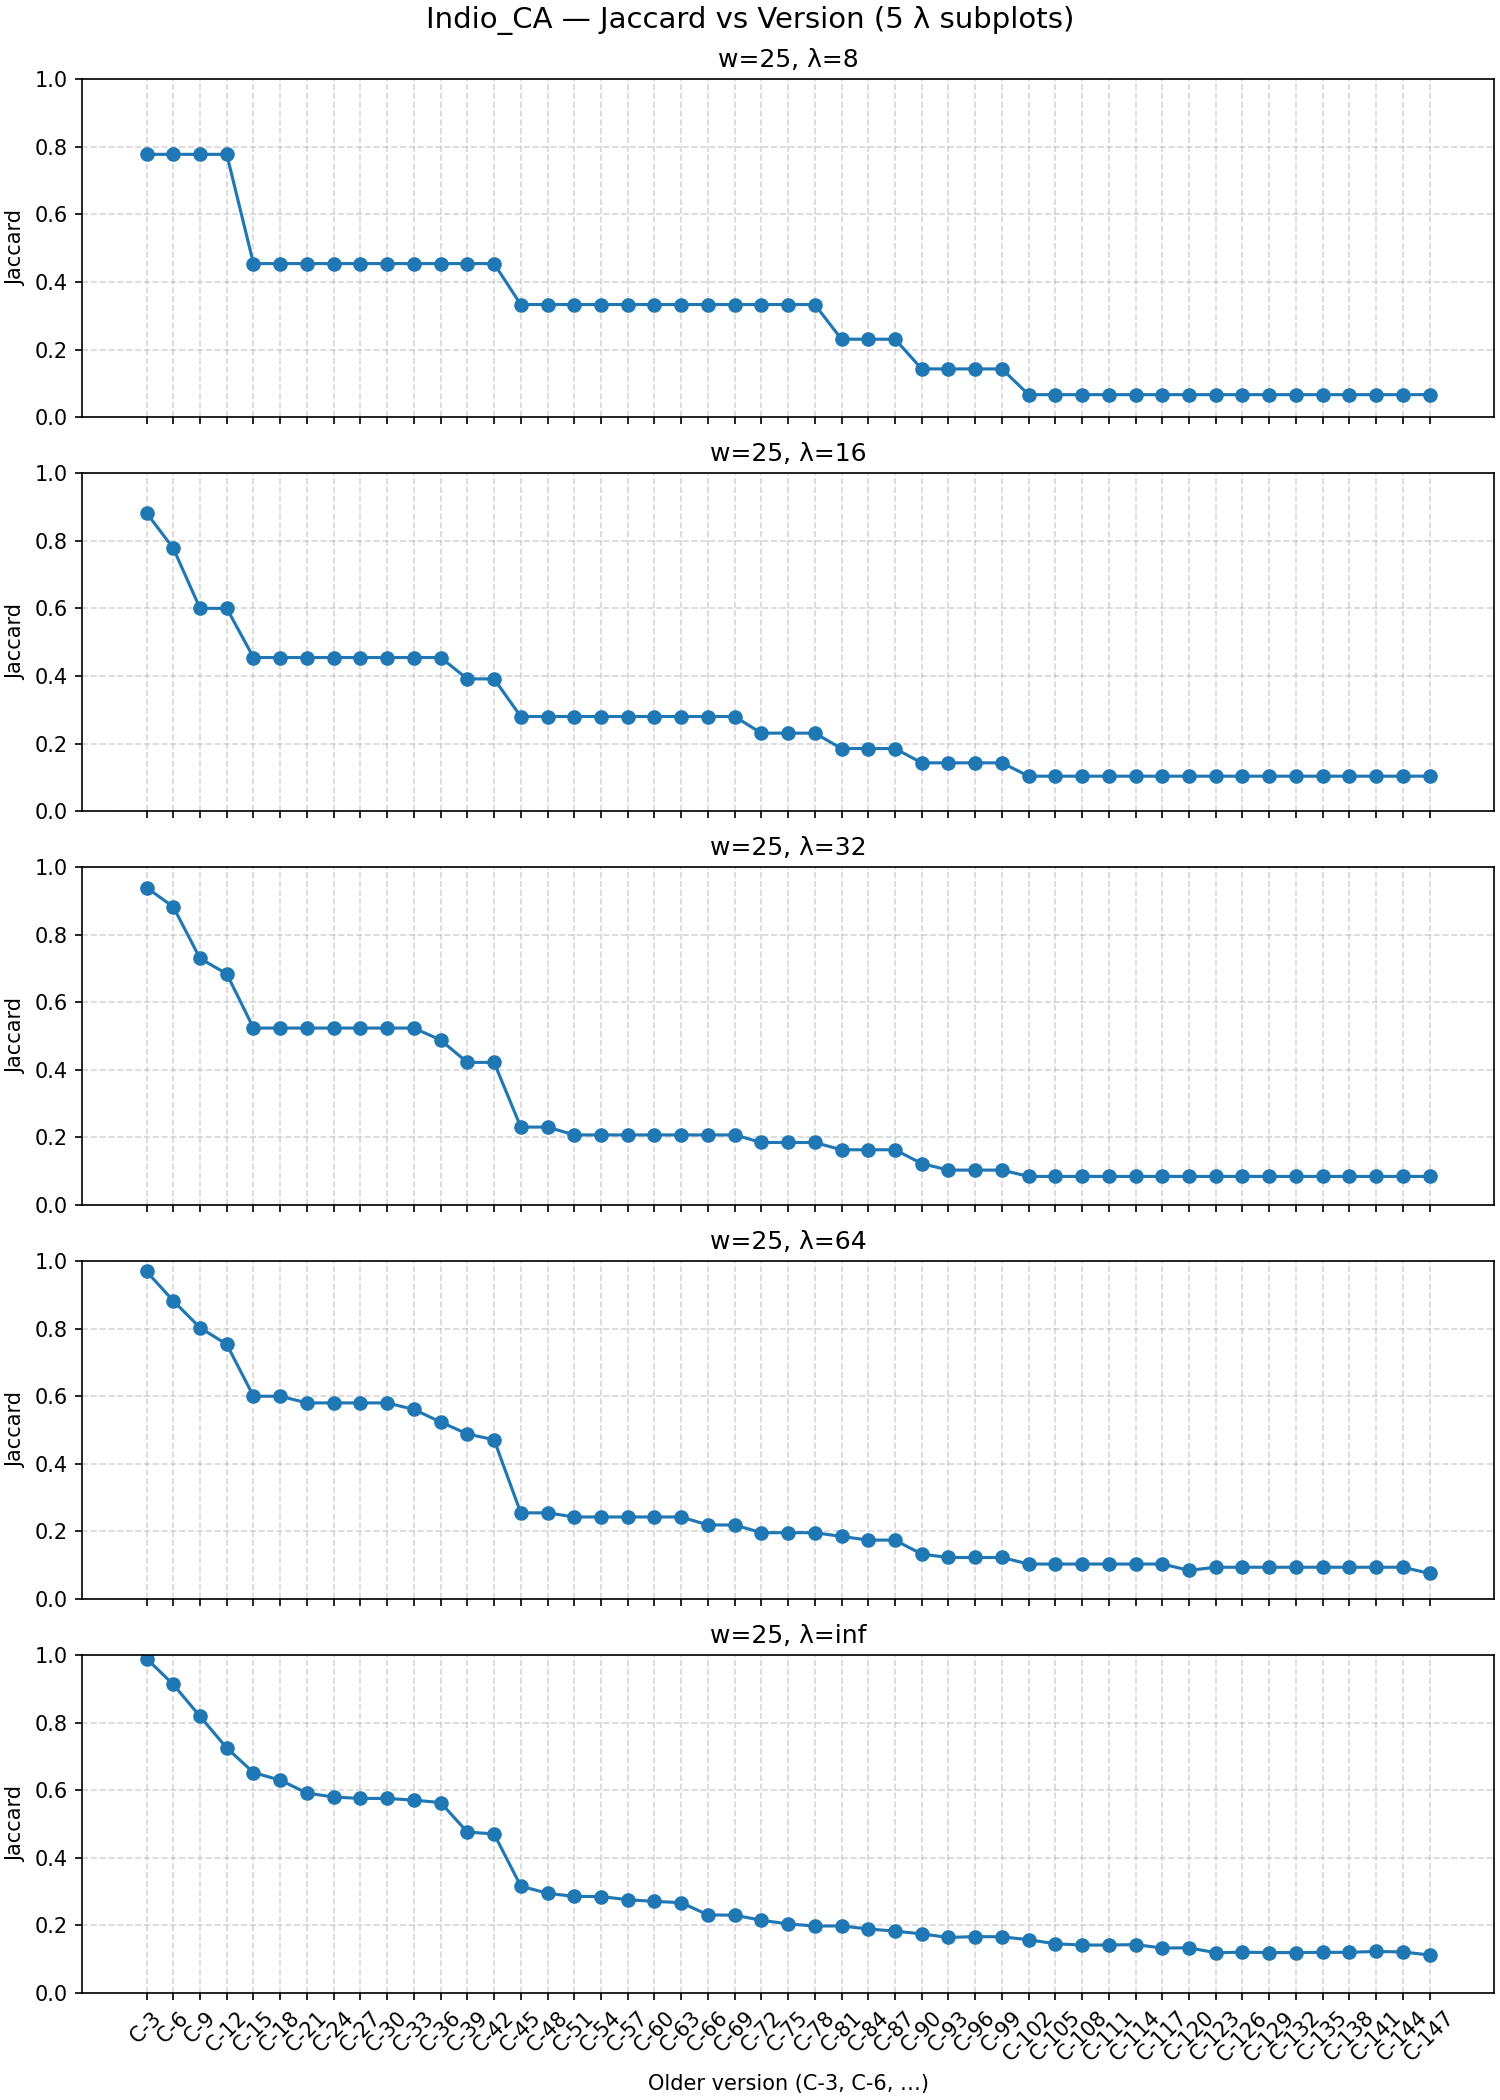 Indio_CA — Jaccard vs Version (5 λ subplots)
w=25, λ=8
1.0
0.8
0.6
0.4
0.2
0.0
Jaccard
w=25, λ=16
1.0
0.8
0.6
0.4
0.2
0.0
Jaccard
w=25, λ=32
1.0
0.8
0.6
0.4
0.2
0.0
Jaccard
w=25, λ=64
1.0
0.8
0.6
0.4
0.2
0.0
Jaccard
w=25, λ=inf
1.0
0.8
0.6
0.4
0.2
0.0
Jaccard
C-3
C-6
C-9
C-12
C-15
C-18
C-21
C-24
C-27
C-30
C-33
C-36
C-39
C-42
C-45
C-48
C-51
C-54
C-57
C-60
C-63
C-66
C-69
C-72
C-75
C-78
C-81
C-84
C-87
C-90
C-93
C-96
C-99
C-102
C-105
C-108
C-111
C-114
C-117
C-120
C-123
C-126
C-129
C-132
C-135
C-138
C-141
C-144
C-147
Older version (C-3, C-6, ...)